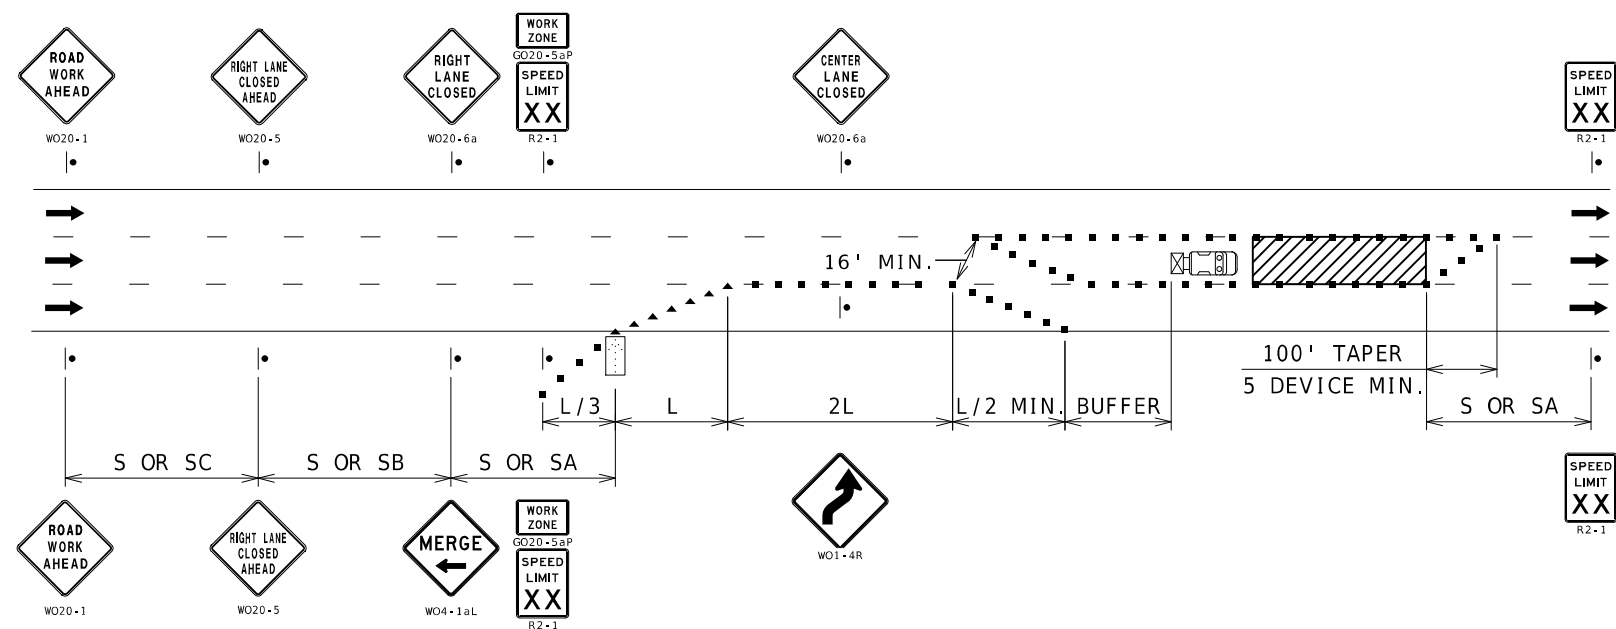 ROAD
WORK
AHEAD
WO20-1
RIGHT LANE
CLOSED
AHEAD
WO20-5
RIGHT
LANE
CLOSED
WO20-6a
WORK
ZONE
GO20-5aP
SPEED
LIMIT
XX
R2-1
CENTER
LANE
CLOSED
WO20-6a
SPEED
LIMIT
XX
R2-1
16' MIN.
100' TAPER
5 DEVICE MIN.
L/3
L
2L
L/2 MIN.
BUFFER
S OR SA
S OR SC
S OR SB
S OR SA
ROAD
WORK
AHEAD
WO20-1
RIGHT LANE
CLOSED
AHEAD
WO20-5
MERGE
WO4-1aL
WORK
ZONE
GO20-5aP
SPEED
LIMIT
XX
R2-1
WO1-4R
SPEED
LIMIT
XX
R2-1